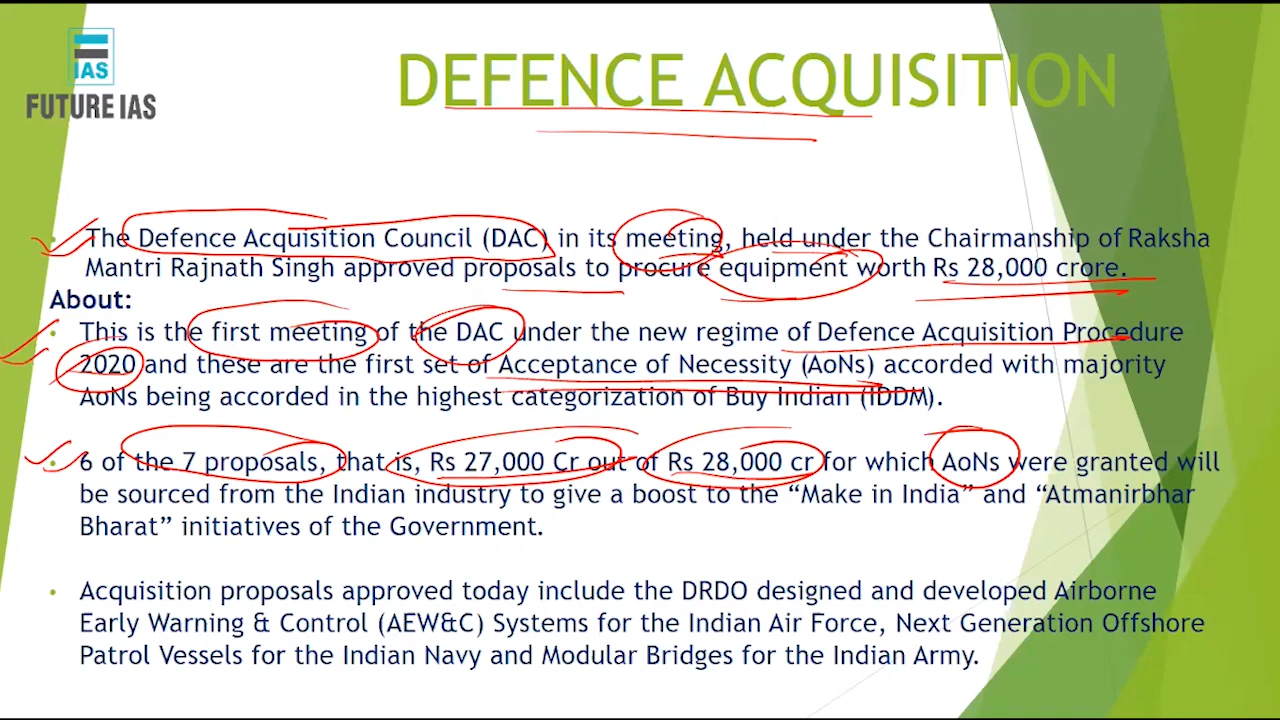 IAS
FUTURE IAS
DEFENCE ACQUISITION
• The Defence Acquisition Council (DAC) in its meeting, held under the Chairmanship of Raksha
Mantri Rajnath Singh approved proposals to procure equipment worth Rs 28,000 crore.
About:
• This is the first meeting of the DAC under the new regime of Defence Acquisition Procedure
2020 and these are the first set of Acceptance of Necessity (AoNs) accorded with majority
AoNs being accorded in the highest categorization of Buy Indian (IDDM).
• 6 of the 7 proposals, that is, Rs 27,000 Cr out of Rs 28,000 cr for which AoNs were granted will
be sourced from the Indian industry to give a boost to the “Make in India” and “Atmanirbhar
Bharat” initiatives of the Government.
• Acquisition proposals approved today include the DRDO designed and developed Airborne
Early Warning & Control (AEW&C) Systems for the Indian Air Force, Next Generation Offshore
Patrol Vessels for the Indian Navy and Modular Bridges for the Indian Army.